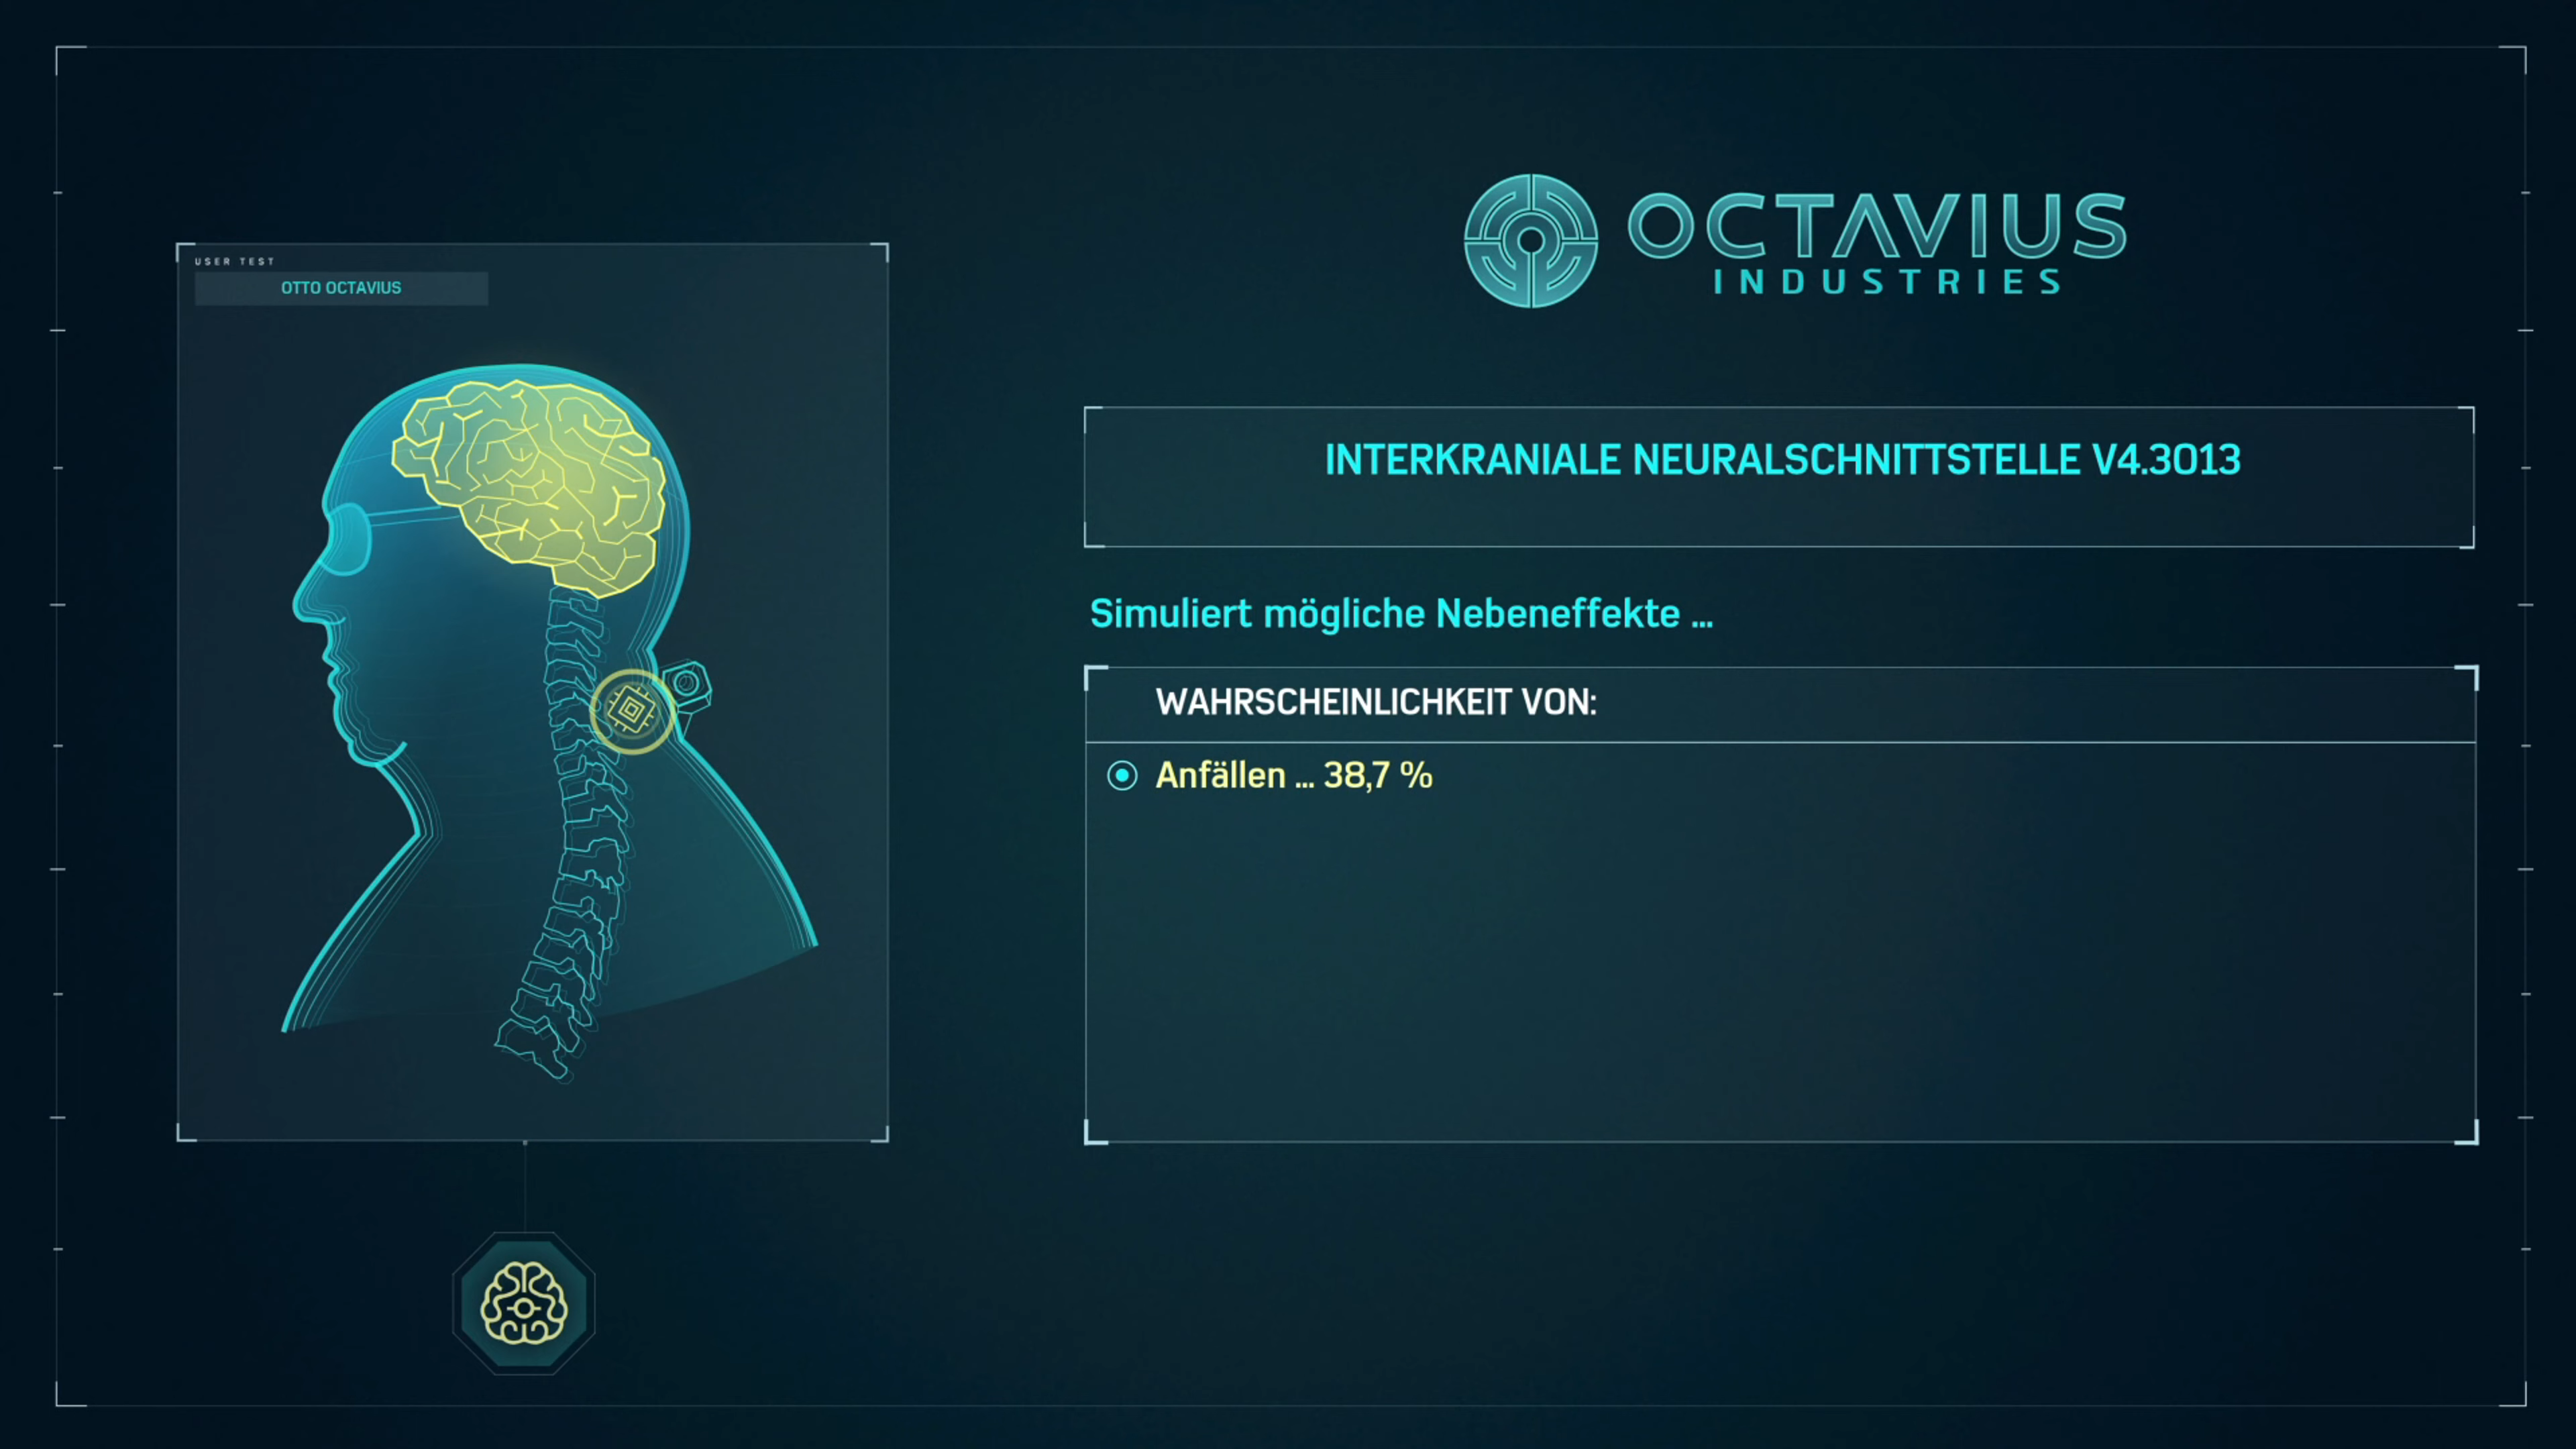 USER TEST
OTTO OCTAVIUS
OCTAVIUS
INDUSTRIES
INTERKRANIALE NEURALSCHNITTSTELLE V4.3013
Simuliert mögliche Nebeneffekte ...
WAHRSCHEINLICHKEIT VON:
Anfällen ... 38,7 %